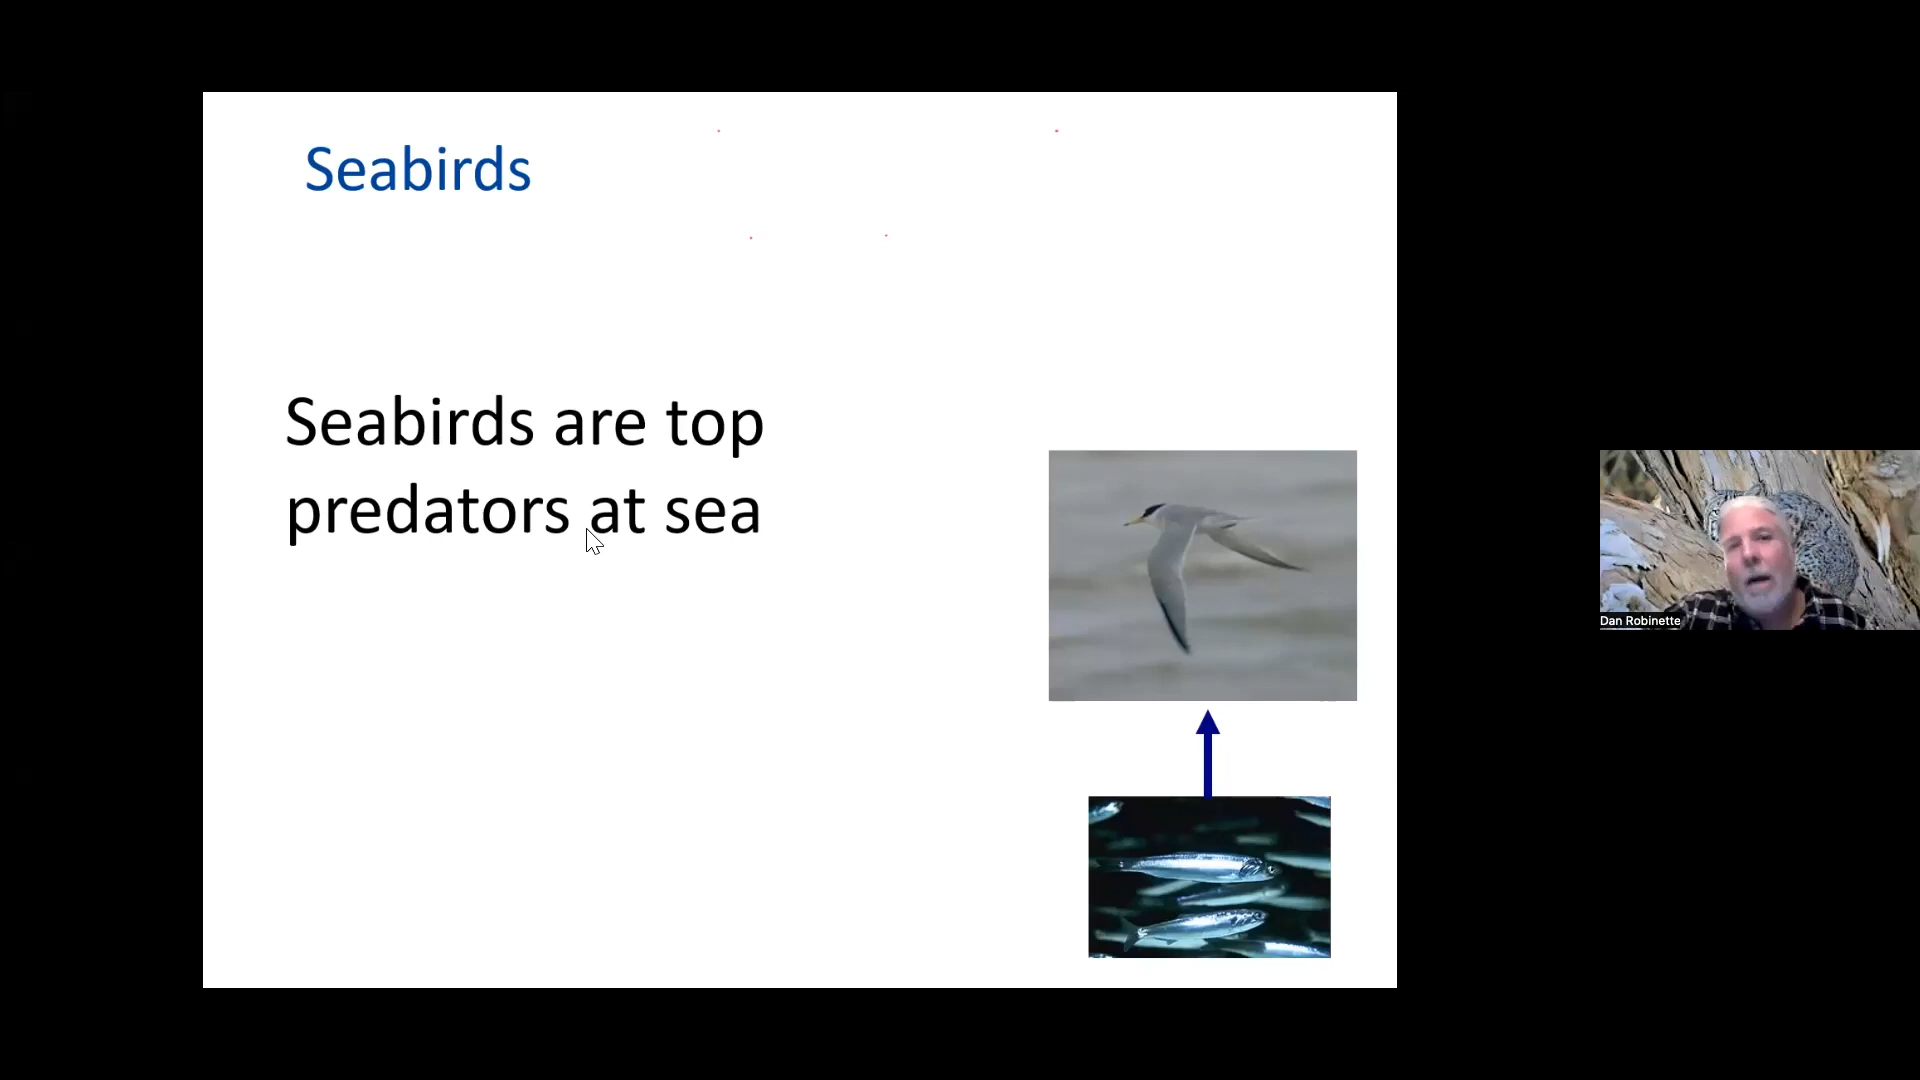 Seabirds
Seabirds are top
predators at sea
Dan Robinette